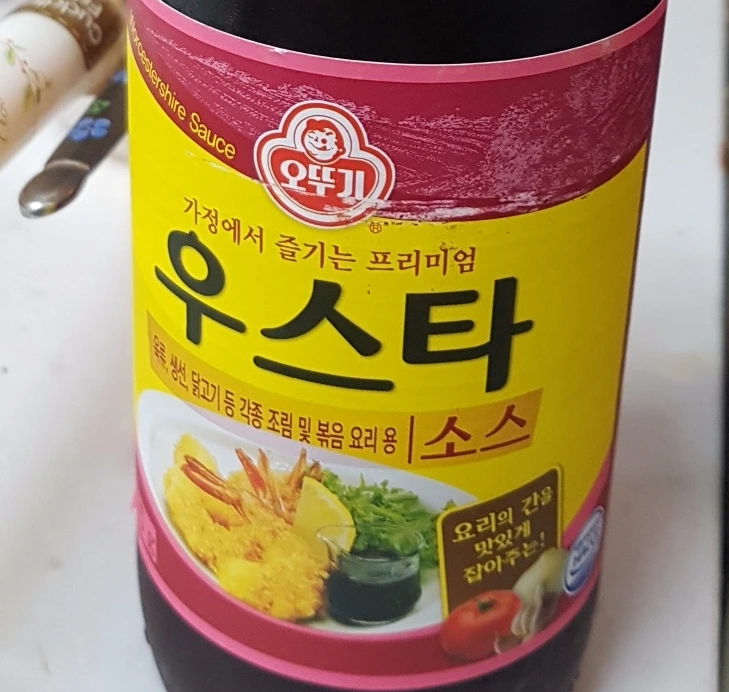 Worcestershire Sauce
오뚜기
가정에서 즐기는 프리미엄
우스타
육류, 생선, 닭고기 등 각종 조림 및 볶음 요리 용
소스
요리의 간을
맛있게
잡아주는!